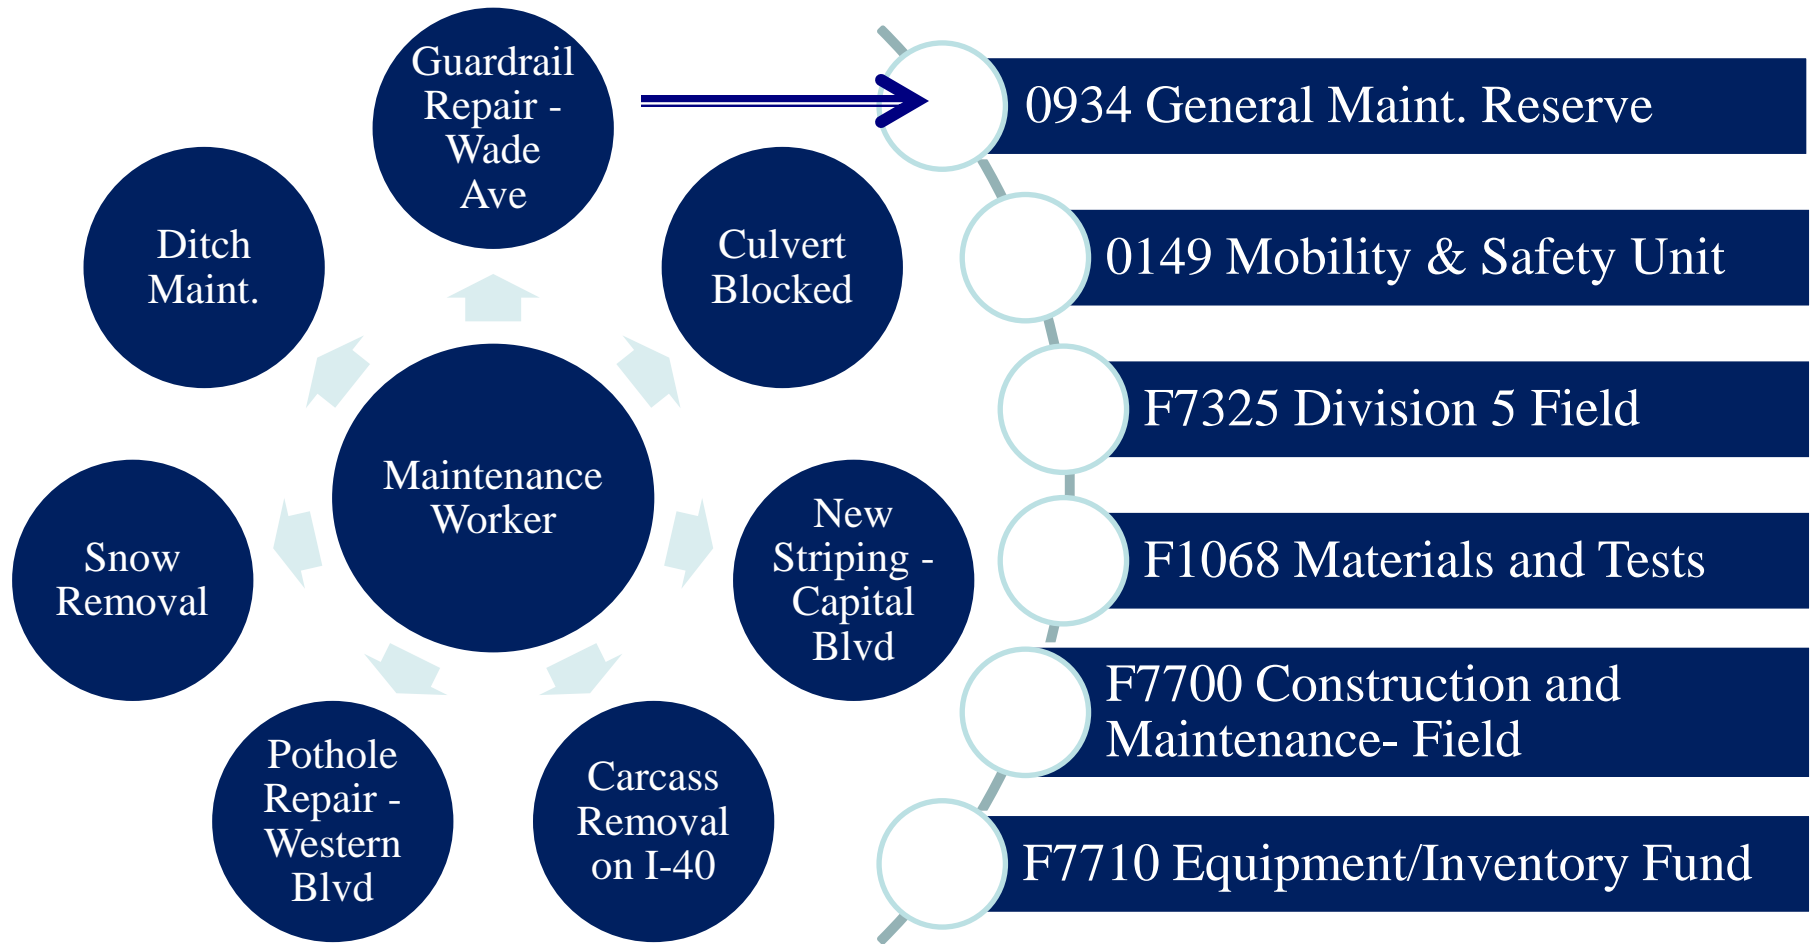 Guardrail
Repair -
Wade
Ave
Culvert
Blocked
New
Striping -
Capital
Blvd
Carcass
Removal
on I-40
Pothole
Repair -
Western
Blvd
Snow
Removal
Ditch
Maint.
Maintenance
Worker
0934 General Maint. Reserve
0149 Mobility & Safety Unit
F7325 Division 5 Field
F1068 Materials and Tests
F7700 Construction and
Maintenance- Field
F7710 Equipment/Inventory Fund